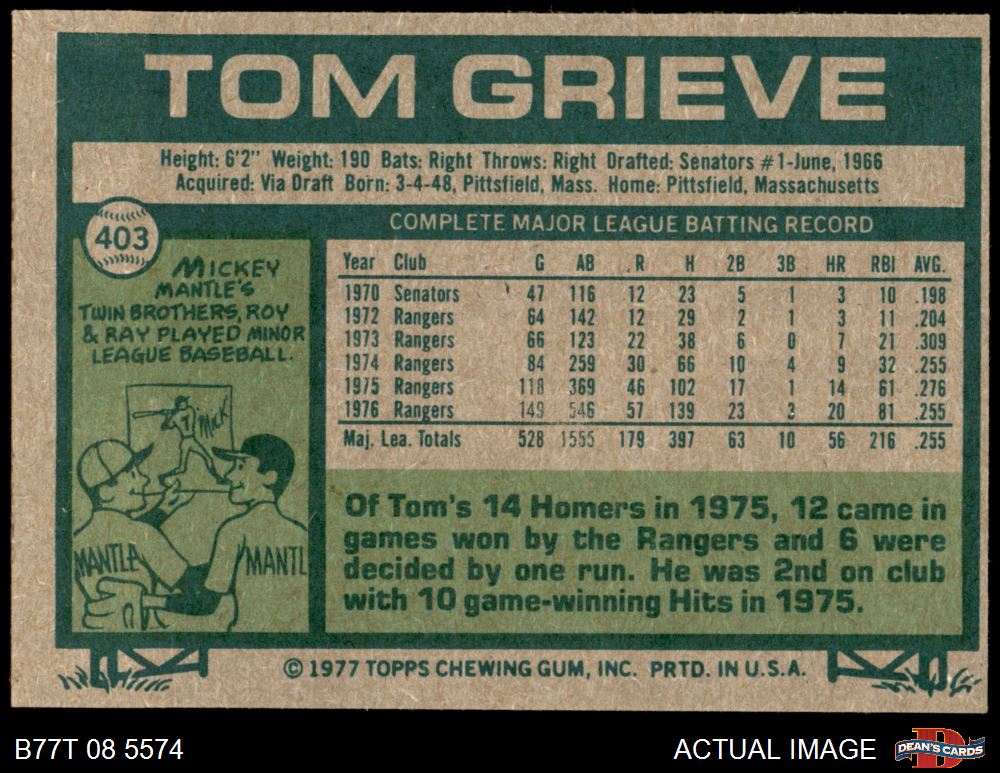 TOM GRIEVE
Height: 6'2" Weight: 190 Bats: Right Throws: Right Drafted: Senators #1-June, 1966
Acquired: Via Draft Born: 3-4-48, Pittsfield, Mass. Home: Pittsfield, Massachusetts
403
MICKEY
MANTLE'S
TWIN BROTHERS, ROY
& RAY PLAYED MINOR
LEAGUE BASEBALL.
MICK
MANTLE
MANTL
COMPLETE MAJOR LEAGUE BATTING RECORD
Year Club G AB R H 2B 3B HR RBI AVG.
1970 Senators 47 116 12 23 5 1 3 10 .198
1972 Rangers 64 142 12 29 2 1 3 11 .204
1973 Rangers 66 123 22 38 6 0 7 21 .309
1974 Rangers 84 259 30 66 10 4 9 32 .255
1975 Rangers 118 369 46 102 17 1 14 61 .276
1976 Rangers 149 546 57 139 23 3 20 81 .255
Maj. Lea. Totals 528 1555 179 397 63 10 56 216 .255
Of Tom's 14 Homers in 1975, 12 came in
games won by the Rangers and 6 were
decided by one run. He was 2nd on club
with 10 game-winning Hits in 1975.
© 1977 TOPPS CHEWING GUM, INC. PRTD. IN U.S.A.
B77T 08 5574
ACTUAL IMAGE
D
DEAN'S CARDS